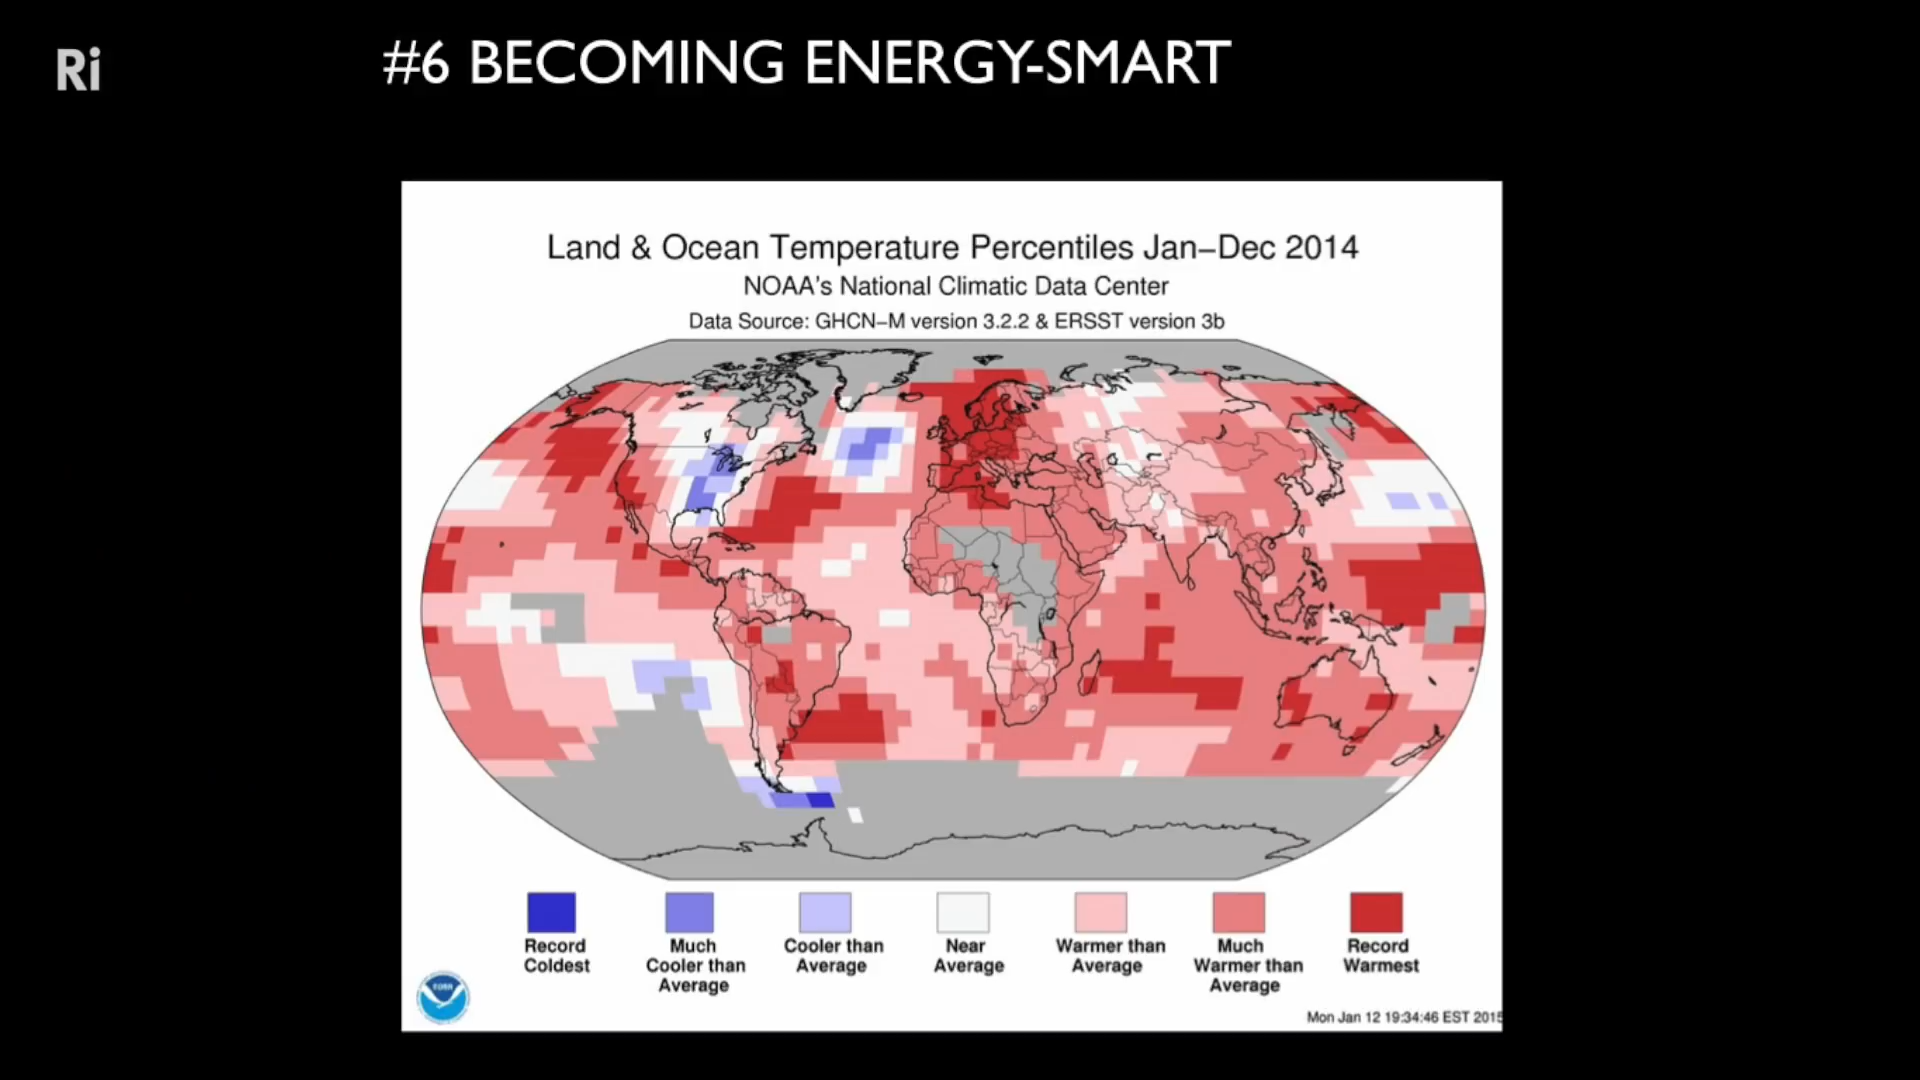 Ri
#6 BECOMING ENERGY-SMART
Land & Ocean Temperature Percentiles Jan–Dec 2014
NOAA's National Climatic Data Center
Data Source: GHCN–M version 3.2.2 & ERSST version 3b
Record Coldest
Much Cooler than Average
Cooler than Average
Near Average
Warmer than Average
Much Warmer than Average
Record Warmest
Mon Jan 12 19:34:46 EST 2015